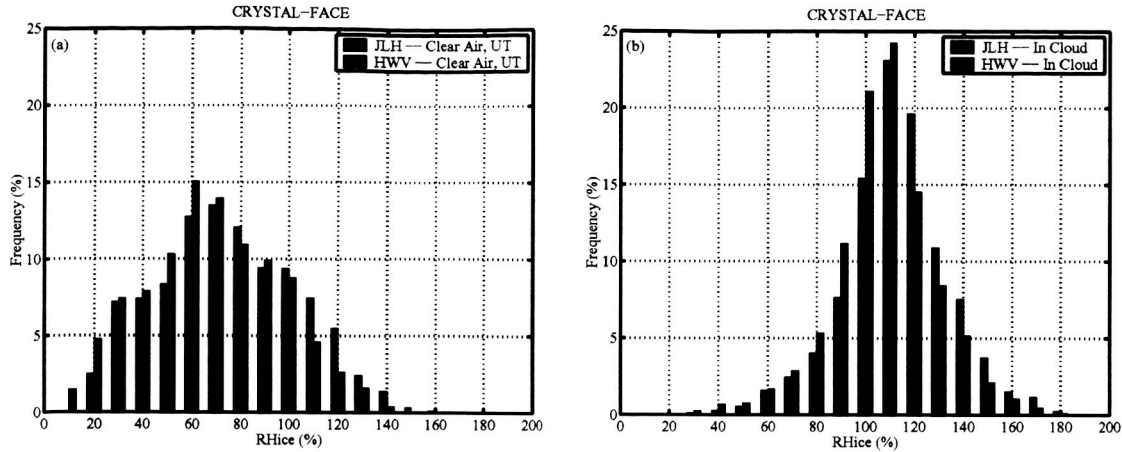 CRYSTAL−FACE
(a)
JLH −− Clear Air, UT
HWV — Clear Air, UT
Frequency (%)
25
20
15
10
5
0
0 20 40 60 80 100 120 140 160 180 200
RHice (%)
CRYSTAL−FACE
(b)
JLH −− In Cloud
HWV −− In Cloud
Frequency (%)
25
20
15
10
5
0
0 20 40 60 80 100 120 140 160 180 200
RHice (%)